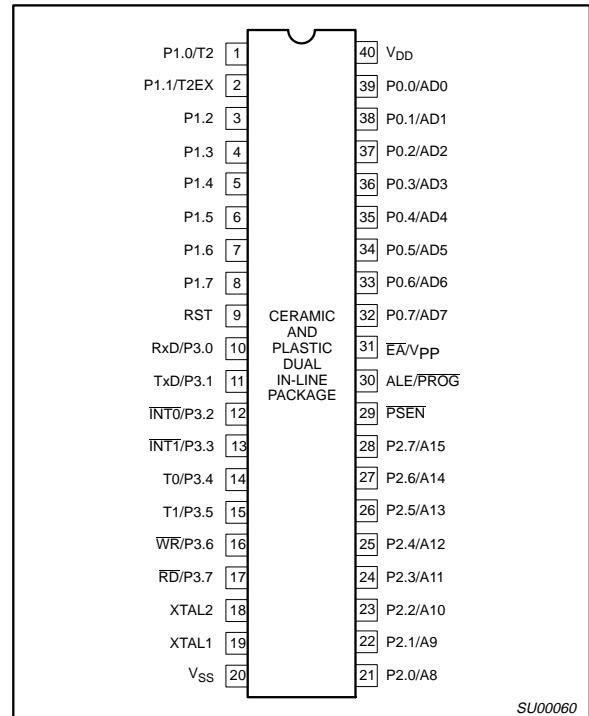 P1.0/T2 1 40 VDD
P1.1/T2EX 2 39 P0.0/AD0
P1.2 3 38 P0.1/AD1
P1.3 4 37 P0.2/AD2
P1.4 5 36 P0.3/AD3
P1.5 6 35 P0.4/AD4
P1.6 7 34 P0.5/AD5
P1.7 8 33 P0.6/AD6
RST 9 32 P0.7/AD7
RxD/P3.0 10 31 E̅A̅/VPP
TxD/P3.1 11 30 ALE/P̅R̅O̅G̅
I̅N̅T̅0̅/P3.2 12 29 P̅S̅E̅N̅
I̅N̅T̅1̅/P3.3 13 28 P2.7/A15
T0/P3.4 14 27 P2.6/A14
T1/P3.5 15 26 P2.5/A13
W̅R̅/P3.6 16 25 P2.4/A12
R̅D̅/P3.7 17 24 P2.3/A11
XTAL2 18 23 P2.2/A10
XTAL1 19 22 P2.1/A9
VSS 20 21 P2.0/A8
CERAMIC
AND
PLASTIC
DUAL
IN-LINE
PACKAGE
SU00060